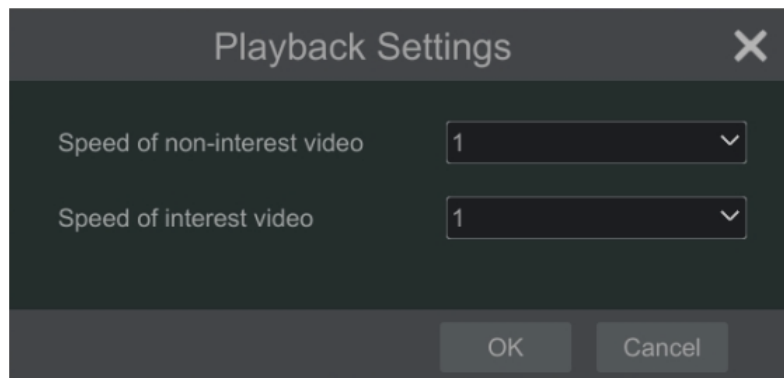 Playback Settings
Speed of non-interest video 1
Speed of interest video 1
OK Cancel